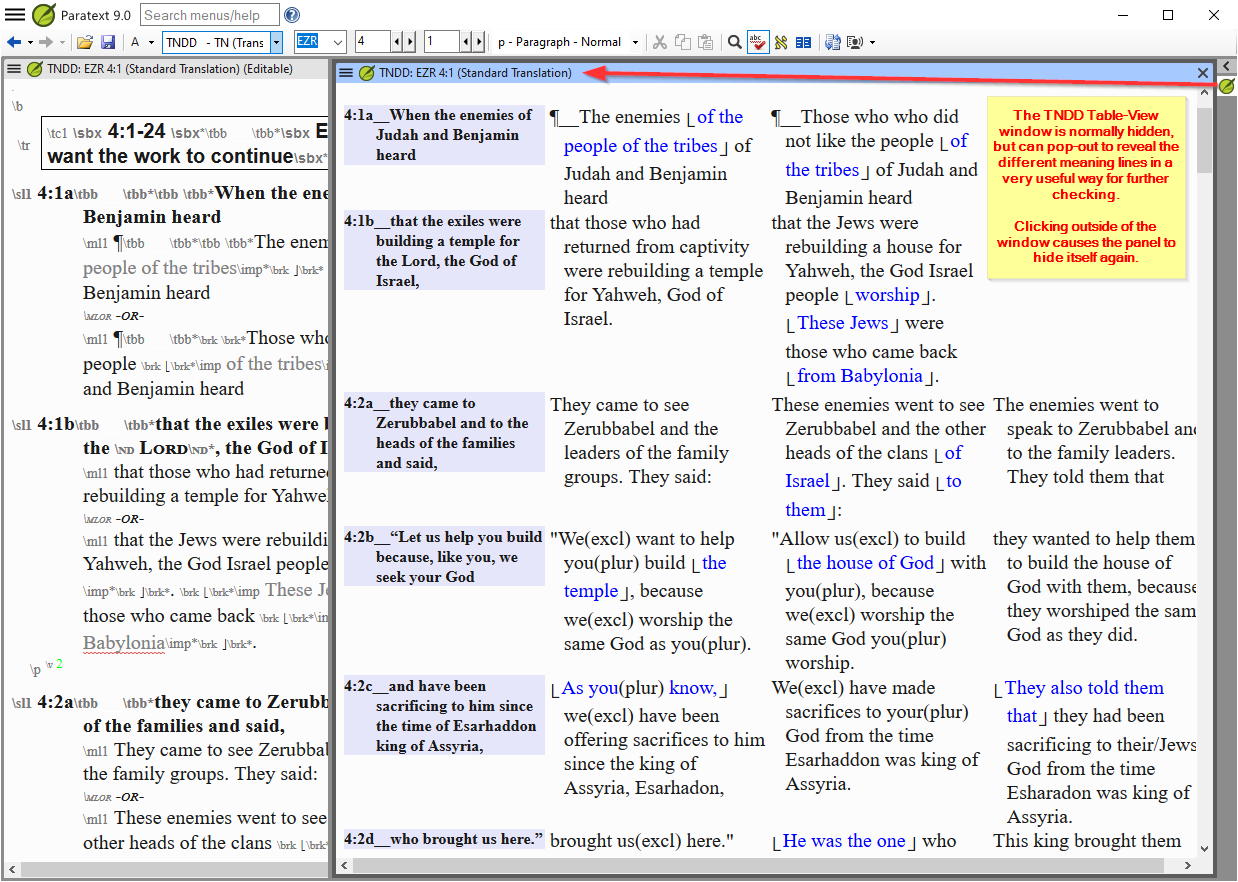 Paratext 9.0 Search menus/help
A TNDD - TN (Trans EZR 4 1 p - Paragraph - Normal
TNDD: EZR 4:1 (Standard Translation) (Editable)
\b
\tr
\tc1 \sbx 4:1-24 \sbx*\tbb \tbb*\sbx E
want the work to continue\sbx*
\sll 4:1a\tbb \tbb*\tbb \tbb*When the ene
Benjamin heard
\ml1 ¶\tbb \tbb*\tbb \tbb*The enem
people of the tribes\imp*\brk ⌋\brk*
Benjamin heard
\MLOR -OR-
\ml1 ¶\tbb \tbb*\brk \brk*Those who
people \brk ⌊\brk*\imp of the tribes\i
and Benjamin heard
\sll 4:1b\tbb \tbb*that the exiles were b
the \ND LORD\ND*, the God of I
\ml1 that those who had returne
rebuilding a temple for Yahwe
\MLOR -OR-
\ml1 that the Jews were rebuildi
Yahweh, the God Israel people
\imp*\brk ⌋\brk*. \brk ⌊\brk*\imp These Je
those who came back \brk ⌊\brk*\im
Babylonia\imp*\brk ⌋\brk*.
\p \v 2
\sll 4:2a\tbb \tbb*they came to Zerubb
of the families and said,
\ml1 They came to see Zerubbab
the family groups. They said:
\MLOR -OR-
\ml1 These enemies went to see
other heads of the clans \brk ⌊\brk*
TNDD: EZR 4:1 (Standard Translation)
4:1a__When the enemies of
Judah and Benjamin
heard
¶__The enemies ⌊of the
people of the tribes⌋ of
Judah and Benjamin
heard
¶__Those who who did
not like the people ⌊of
the tribes⌋ of Judah and
Benjamin heard
4:1b__that the exiles were
building a temple for
the Lord, the God of
Israel,
that those who had
returned from captivity
were rebuilding a temple
for Yahweh, God of
Israel.
that the Jews were
rebuilding a house for
Yahweh, the God Israel
people ⌊worship⌋.
⌊These Jews⌋ were
those who came back
⌊from Babylonia⌋.
4:2a__they came to
Zerubbabel and to the
heads of the families
and said,
They came to see
Zerubbabel and the
leaders of the family
groups. They said:
These enemies went to see
Zerubbabel and the other
heads of the clans ⌊of
Israel⌋. They said ⌊to
them⌋:
The enemies went to
speak to Zerubbabel and
to the family leaders.
They told them that
4:2b__“Let us help you build
because, like you, we
seek your God
"We(excl) want to help
you(plur) build ⌊the
temple⌋, because
we(excl) worship the
same God as you(plur).
"Allow us(excl) to build
⌊the house of God⌋ with
you(plur), because
we(excl) worship the
same God you(plur)
worship.
they wanted to help them
to build the house of
God with them, because
they worshiped the sam
God as they did.
4:2c__and have been
sacrificing to him since
the time of Esarhaddon
king of Assyria,
⌊As you(plur) know,⌋
we(excl) have been
offering sacrifices to him
since the king of
Assyria, Esarhadon,
We(excl) have made
sacrifices to your(plur)
God from the time
Esarhaddon was king of
Assyria.
⌊They also told them
that⌋ they had been
sacrificing to their/Jews
God from the time
Esharadon was king of
Assyria.
4:2d__who brought us here.”
brought us(excl) here."
⌊He was the one⌋ who
This king brought them
The TNDD Table-View
window is normally hidden,
but can pop-out to reveal the
different meaning lines in a
very useful way for further
checking.
Clicking outside of the
window causes the panel to
hide itself again.